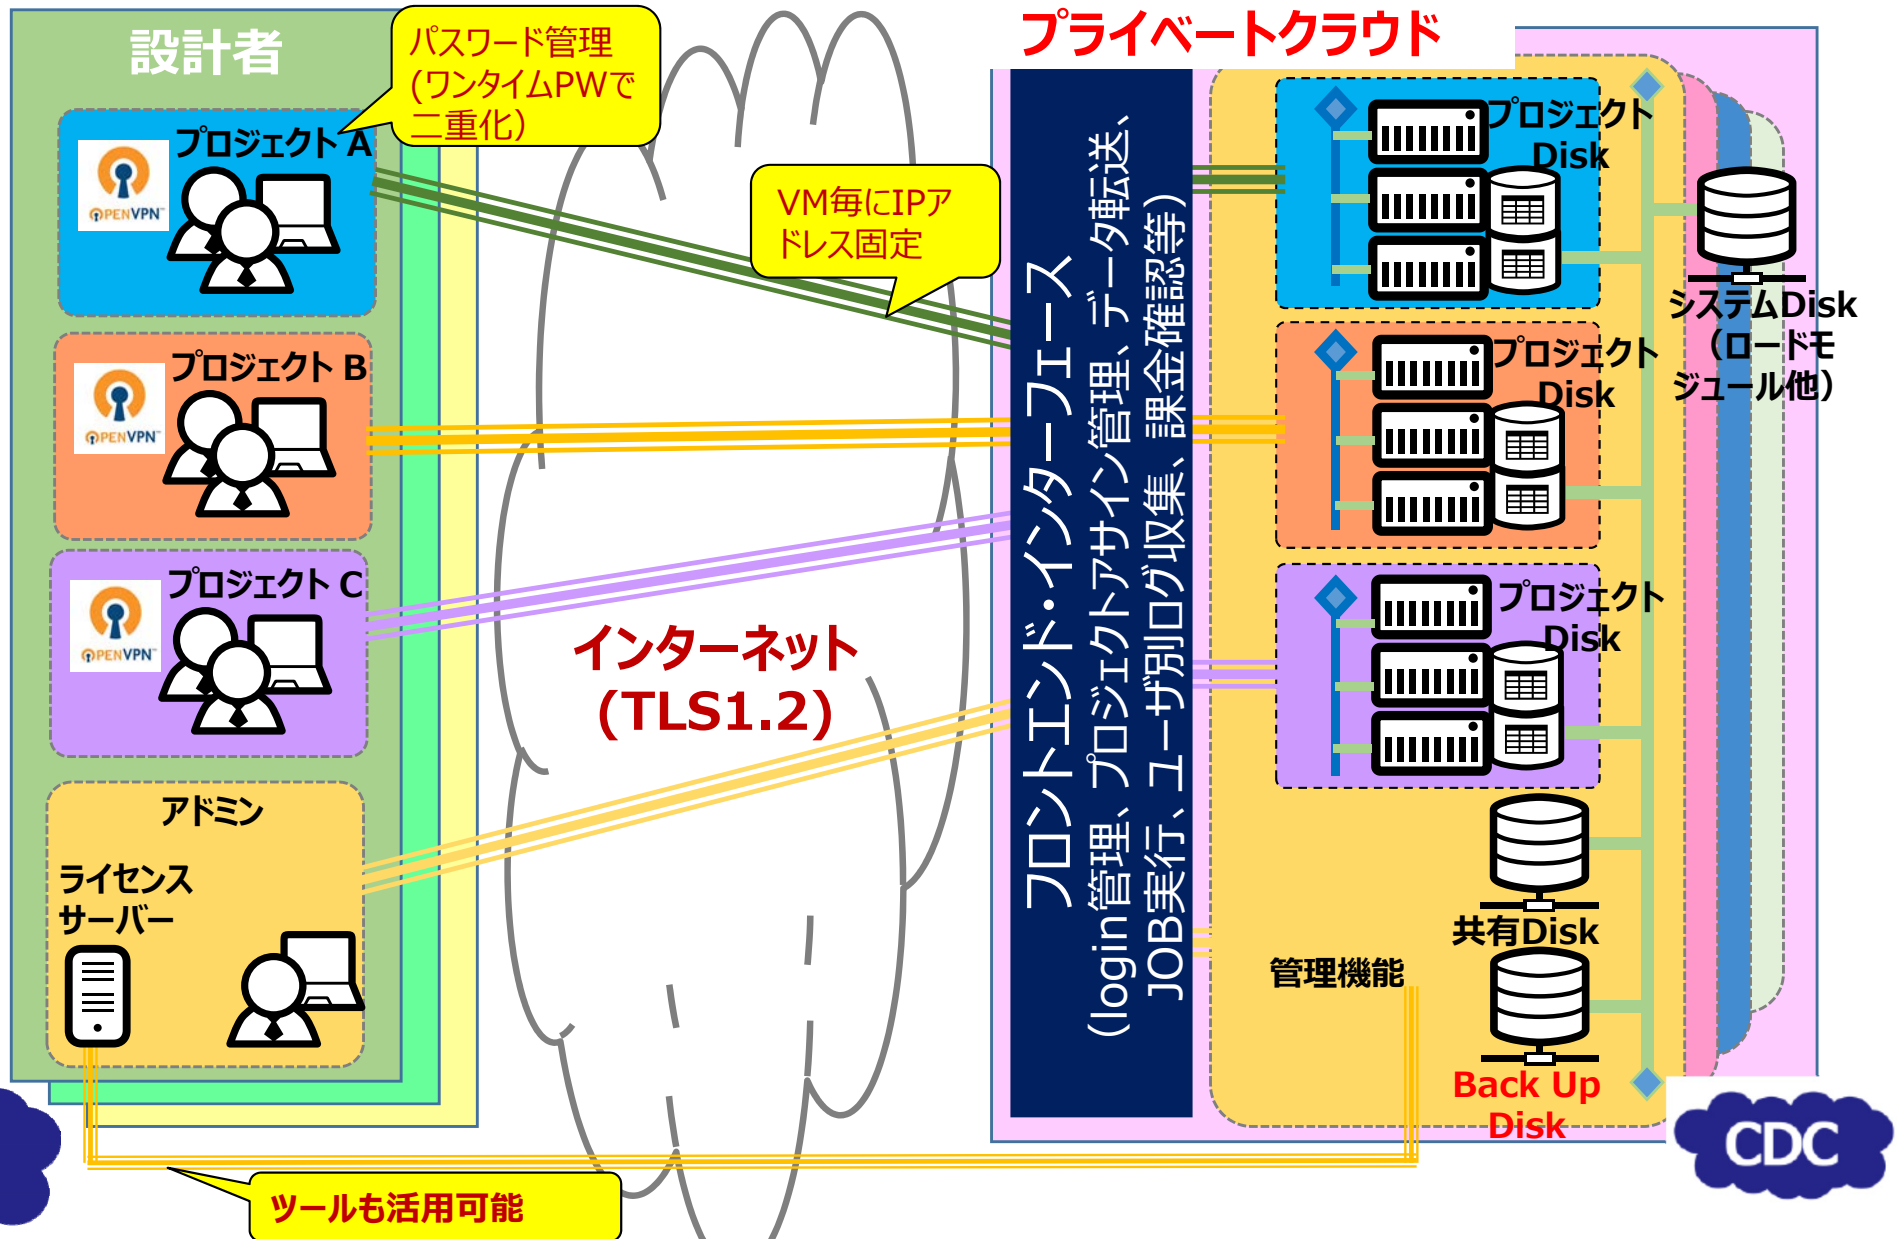 設計者
パスワード管理
(ワンタイムPWで
二重化)
プロジェクト A
OPENVPN™
プロジェクト B
OPENVPN™
プロジェクト C
OPENVPN™
アドミン
ライセンス
サーバー
ツールも活用可能
インターネット
(TLS1.2)
VM毎にIPア
ドレス固定
プライベートクラウド
フロントエンド・インターフェース
(login管理、プロジェクトアサイン管理、データ転送、
JOB実行、ユーザ別ログ収集、課金確認等)
プロジェクト
Disk
プロジェクト
Disk
プロジェクト
Disk
システムDisk
(ロードモ
ジュール他)
共有Disk
管理機能
Back Up
Disk
CDC